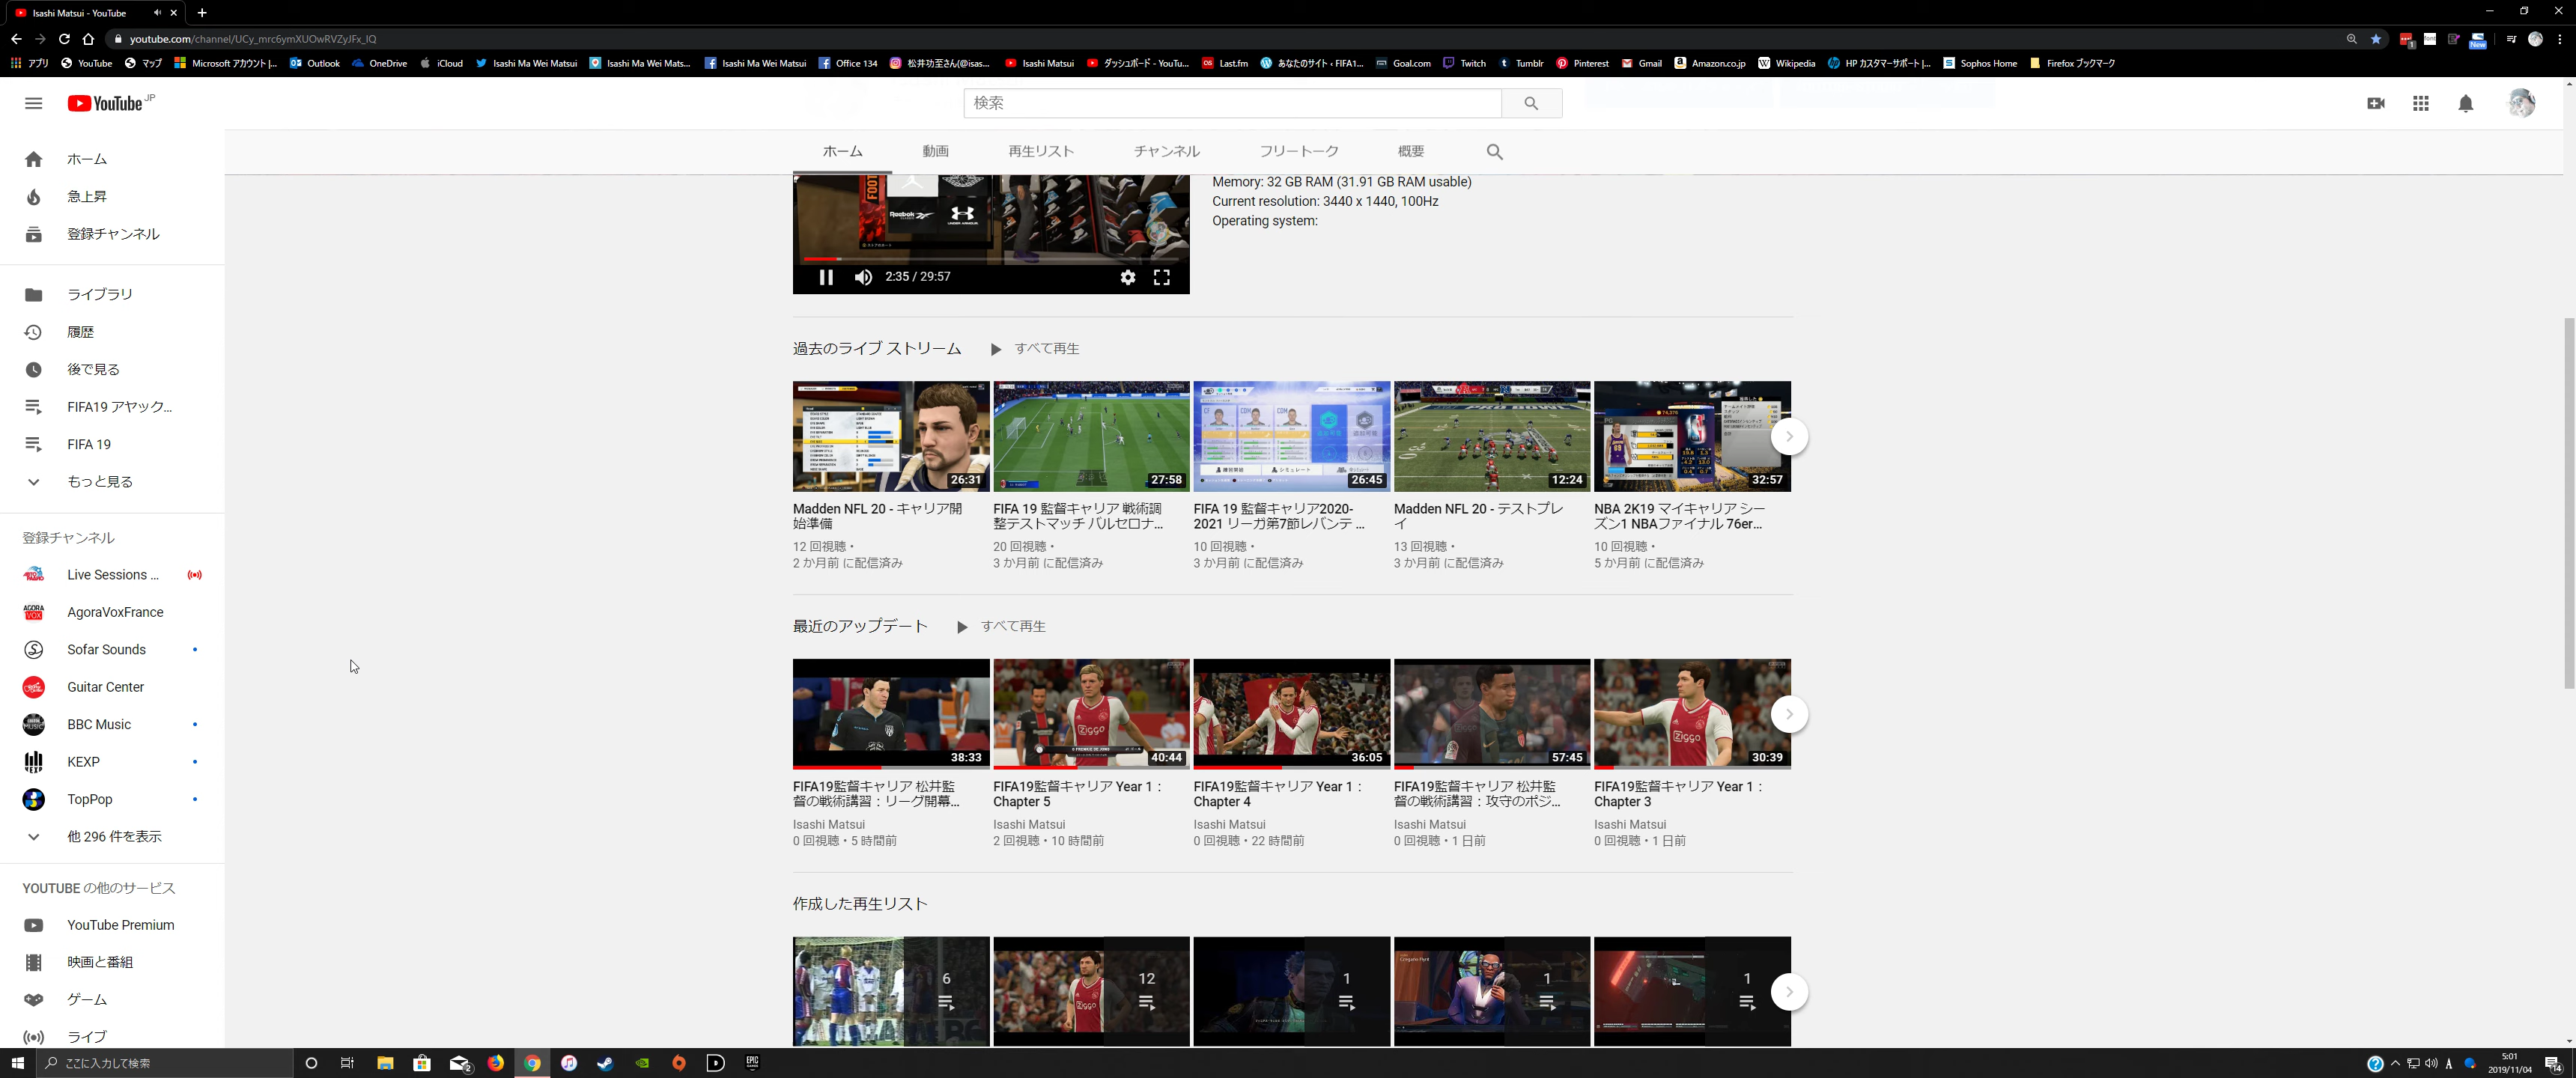 Isashi Matsui - YouTube
youtube.com/channel/UCy_mrc6ymXUOwRVZyJFx_IQ
アプリ YouTube マップ Microsoft アカウント |... Outlook OneDrive iCloud Isashi Ma Wei Matsui Isashi Ma Wei Mats... Isashi Ma Wei Matsui Office 134 松井功至さん(@isas... Isashi Matsui ダッシュボード - YouTu... Last.fm あなたのサイト ‹ FIFA1... Goal.com Twitch Tumblr Pinterest Gmail Amazon.co.jp Wikipedia HP カスタマーサポート |... Sophos Home Firefox ブックマーク
YouTube JP
検索
ホーム 動画 再生リスト チャンネル フリートーク 概要
ホーム
急上昇
登録チャンネル
ライブラリ
履歴
後で見る
FIFA19 アヤック...
FIFA 19
もっと見る
登録チャンネル
Live Sessions ...
AgoraVoxFrance
Sofar Sounds
Guitar Center
BBC Music
KEXP
TopPop
他 296 件を表示
YOUTUBE の他のサービス
YouTube Premium
映画と番組
ゲーム
ライブ
Reebok
UNDER ARMOUR
2:35 / 29:57
Memory: 32 GB RAM (31.91 GB RAM usable)
Current resolution: 3440 x 1440, 100Hz
Operating system:
過去のライブ ストリーム すべて再生
26:31 27:58 26:45 12:24 32:57
Madden NFL 20 - キャリア開始準備
12 回視聴・
2 か月前 に配信済み
FIFA 19 監督キャリア 戦術調整テストマッチ バルセロナ...
20 回視聴・
3 か月前 に配信済み
FIFA 19 監督キャリア2020-2021 リーガ第7節レバンテ ...
10 回視聴・
3 か月前 に配信済み
Madden NFL 20 - テストプレイ
13 回視聴・
3 か月前 に配信済み
NBA 2K19 マイキャリア シーズン1 NBAファイナル 76er...
10 回視聴・
5 か月前 に配信済み
最近のアップデート すべて再生
38:33 40:44 36:05 57:45 30:39
FIFA19監督キャリア 松井監督の戦術講習：リーグ開幕...
Isashi Matsui
0 回視聴・5 時間前
FIFA19監督キャリア Year 1：Chapter 5
Isashi Matsui
2 回視聴・10 時間前
FIFA19監督キャリア Year 1：Chapter 4
Isashi Matsui
0 回視聴・22 時間前
FIFA19監督キャリア 松井監督の戦術講習：攻守のポジ...
Isashi Matsui
0 回視聴・1 日前
FIFA19監督キャリア Year 1：Chapter 3
Isashi Matsui
0 回視聴・1 日前
作成した再生リスト
6 12 1 1 1
ここに入力して検索
5:01
2019/11/04